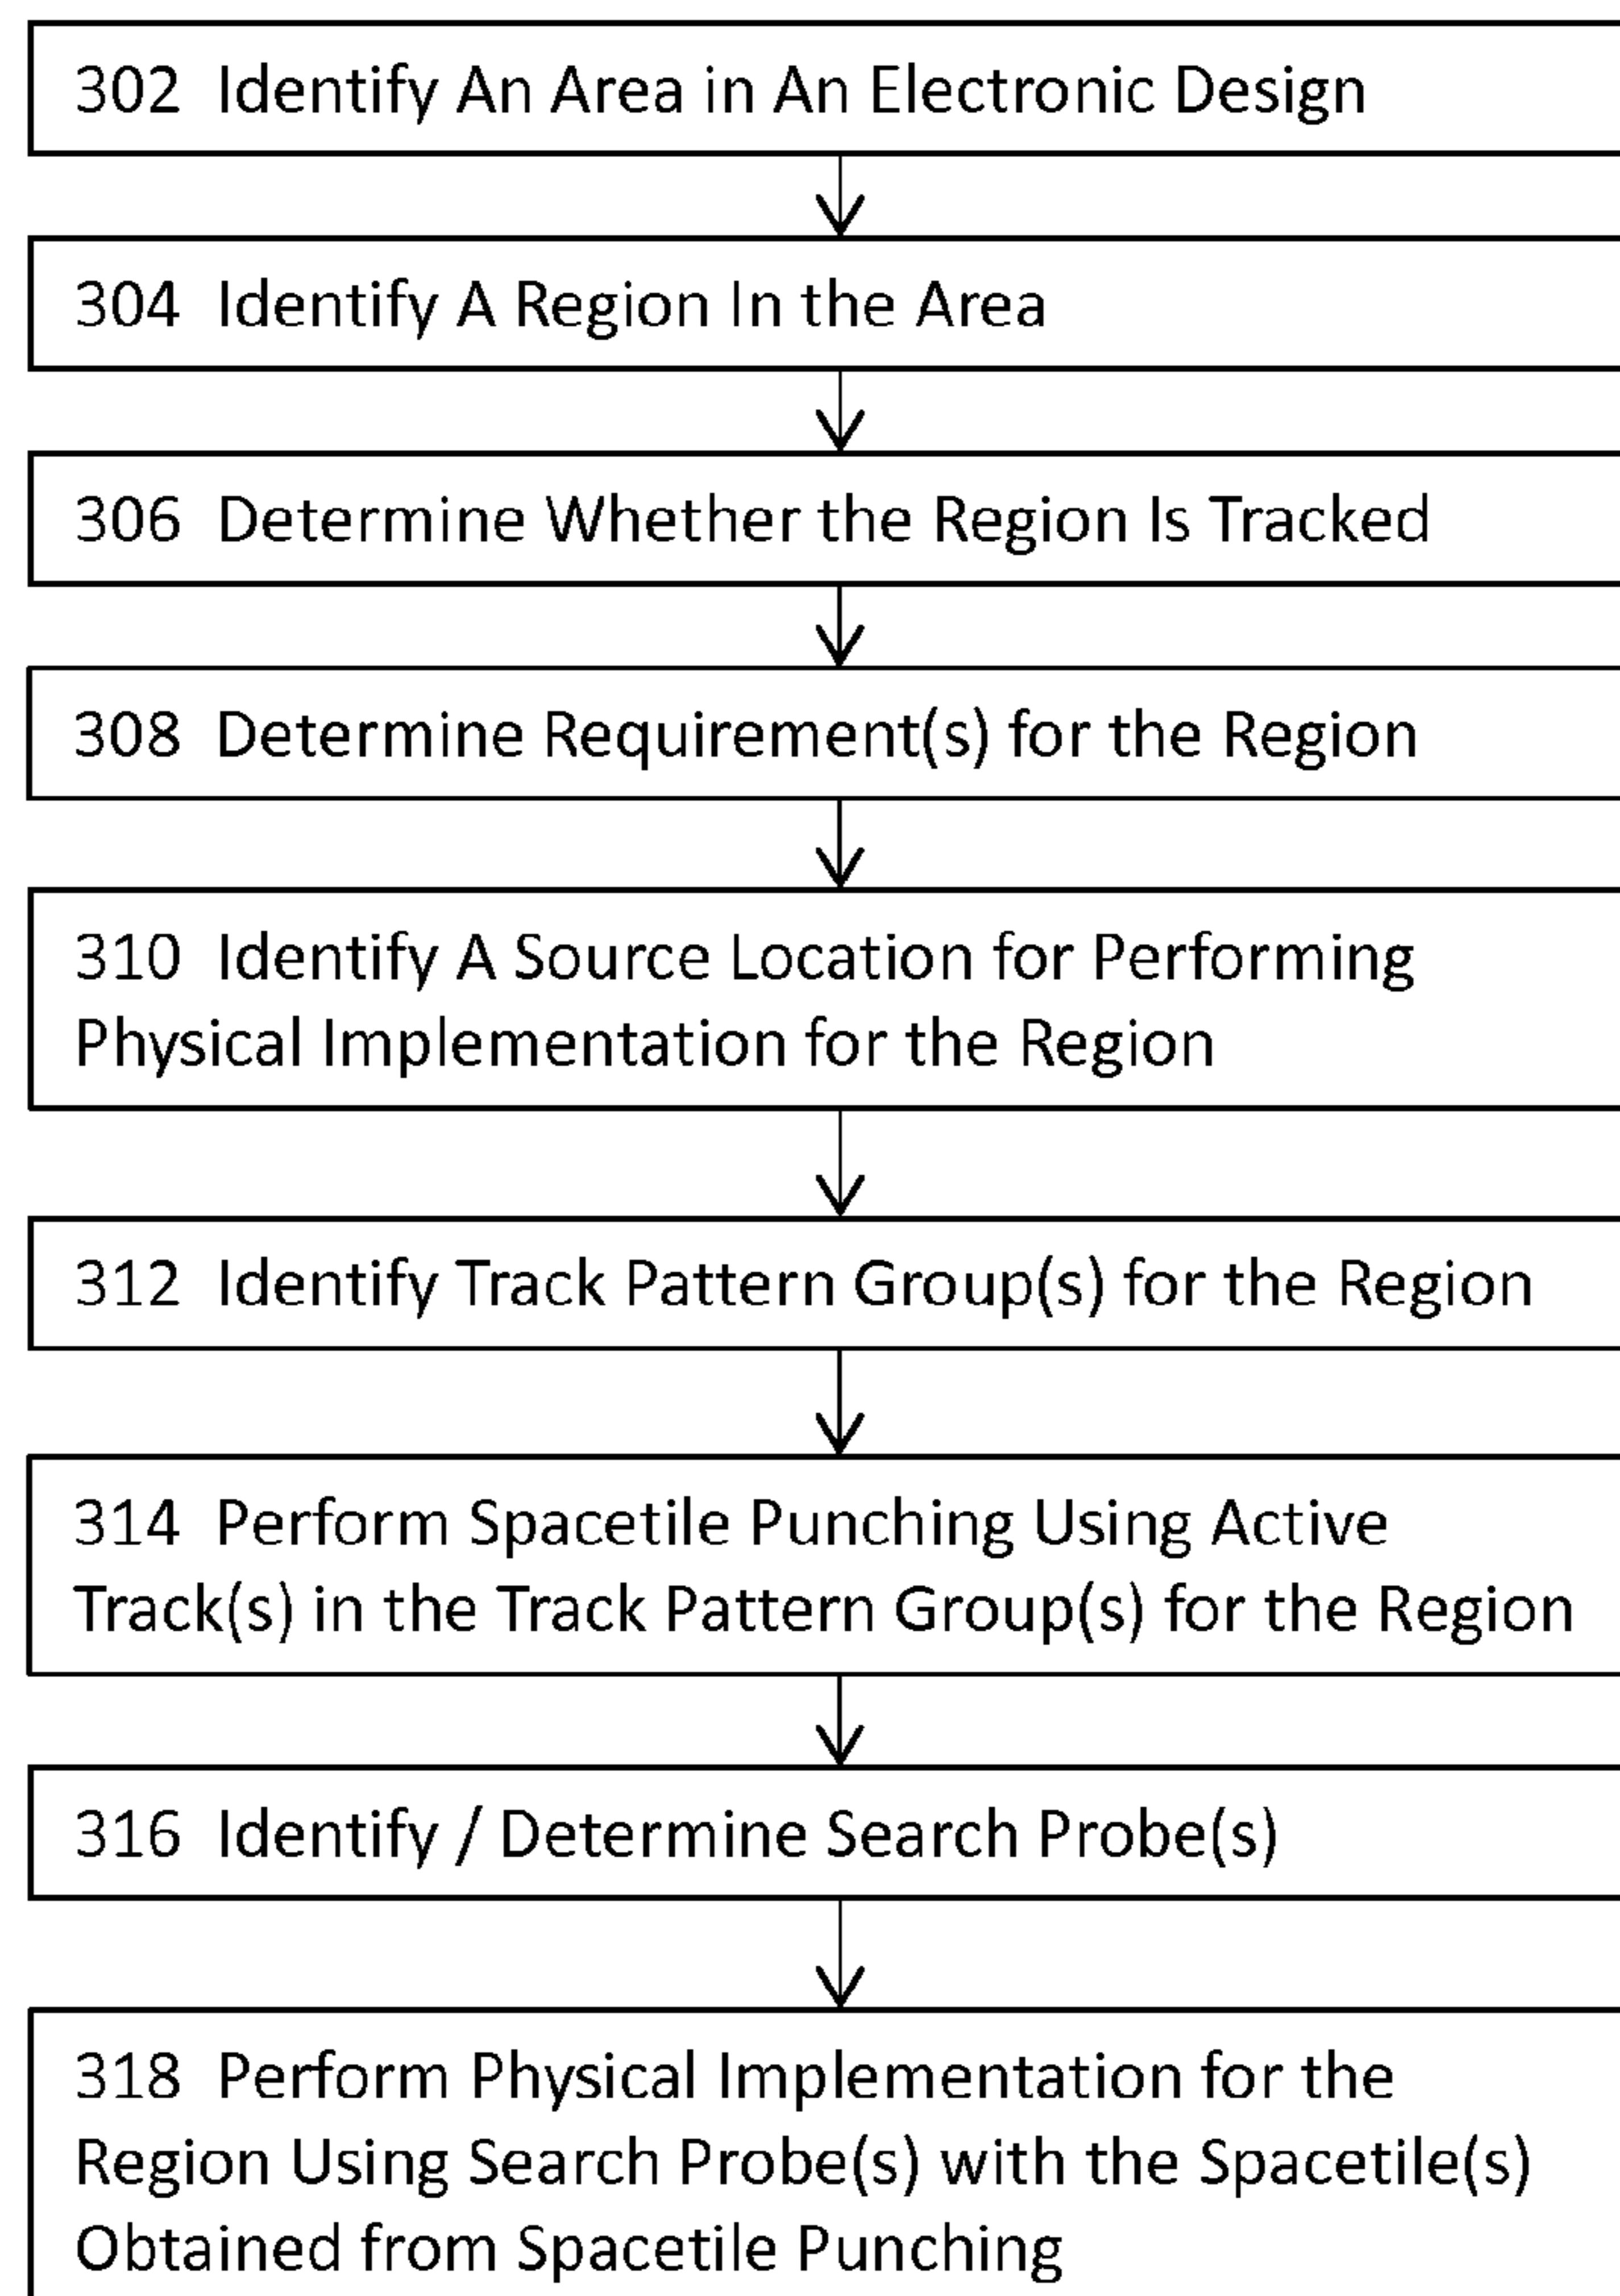 302 Identify An Area in An Electronic Design
304 Identify A Region In the Area
306 Determine Whether the Region Is Tracked
308 Determine Requirement(s) for the Region
310 Identify A Source Location for Performing
Physical Implementation for the Region
312 Identify Track Pattern Group(s) for the Region
314 Perform Spacetile Punching Using Active
Track(s) in the Track Pattern Group(s) for the Region
316 Identify / Determine Search Probe(s)
318 Perform Physical Implementation for the
Region Using Search Probe(s) with the Spacetile(s)
Obtained from Spacetile Punching